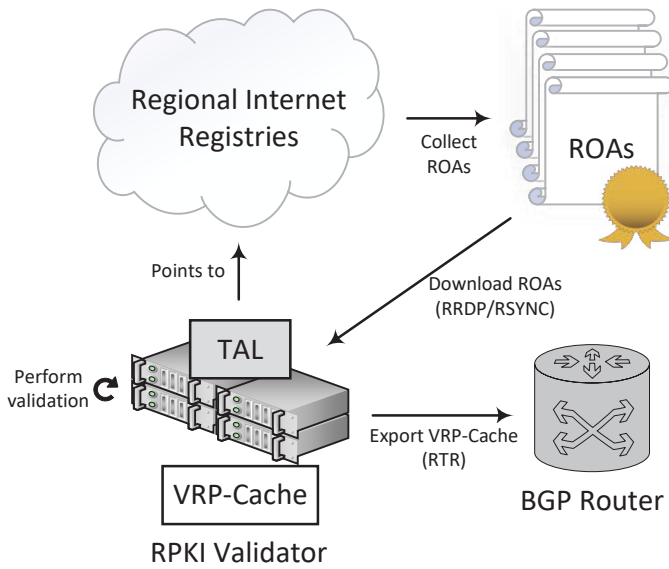 Regional Internet
Registries
Collect
ROAs
ROAs
Points to
Download ROAs
(RRDP/RSYNC)
TAL
Perform
validation
Export VRP-Cache
(RTR)
VRP-Cache
BGP Router
RPKI Validator